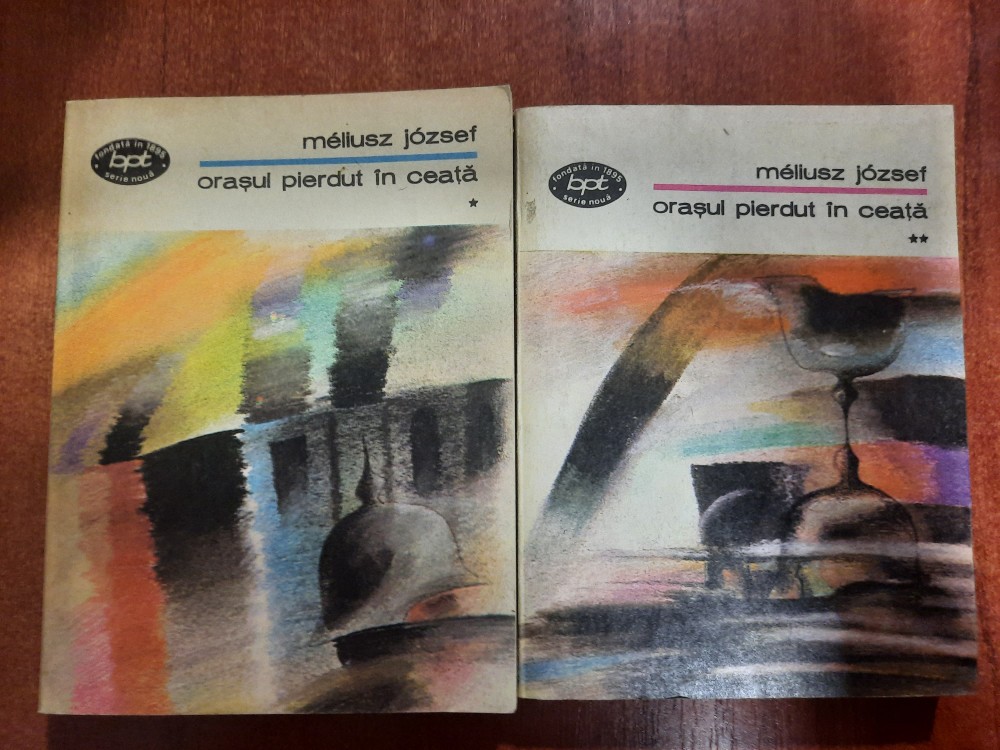 fondată în 1895
bpt
serie nouă
méliusz józsef
orașul pierdut în ceață
*
fondată în 1895
bpt
serie nouă
méliusz józsef
orașul pierdut în ceață
**